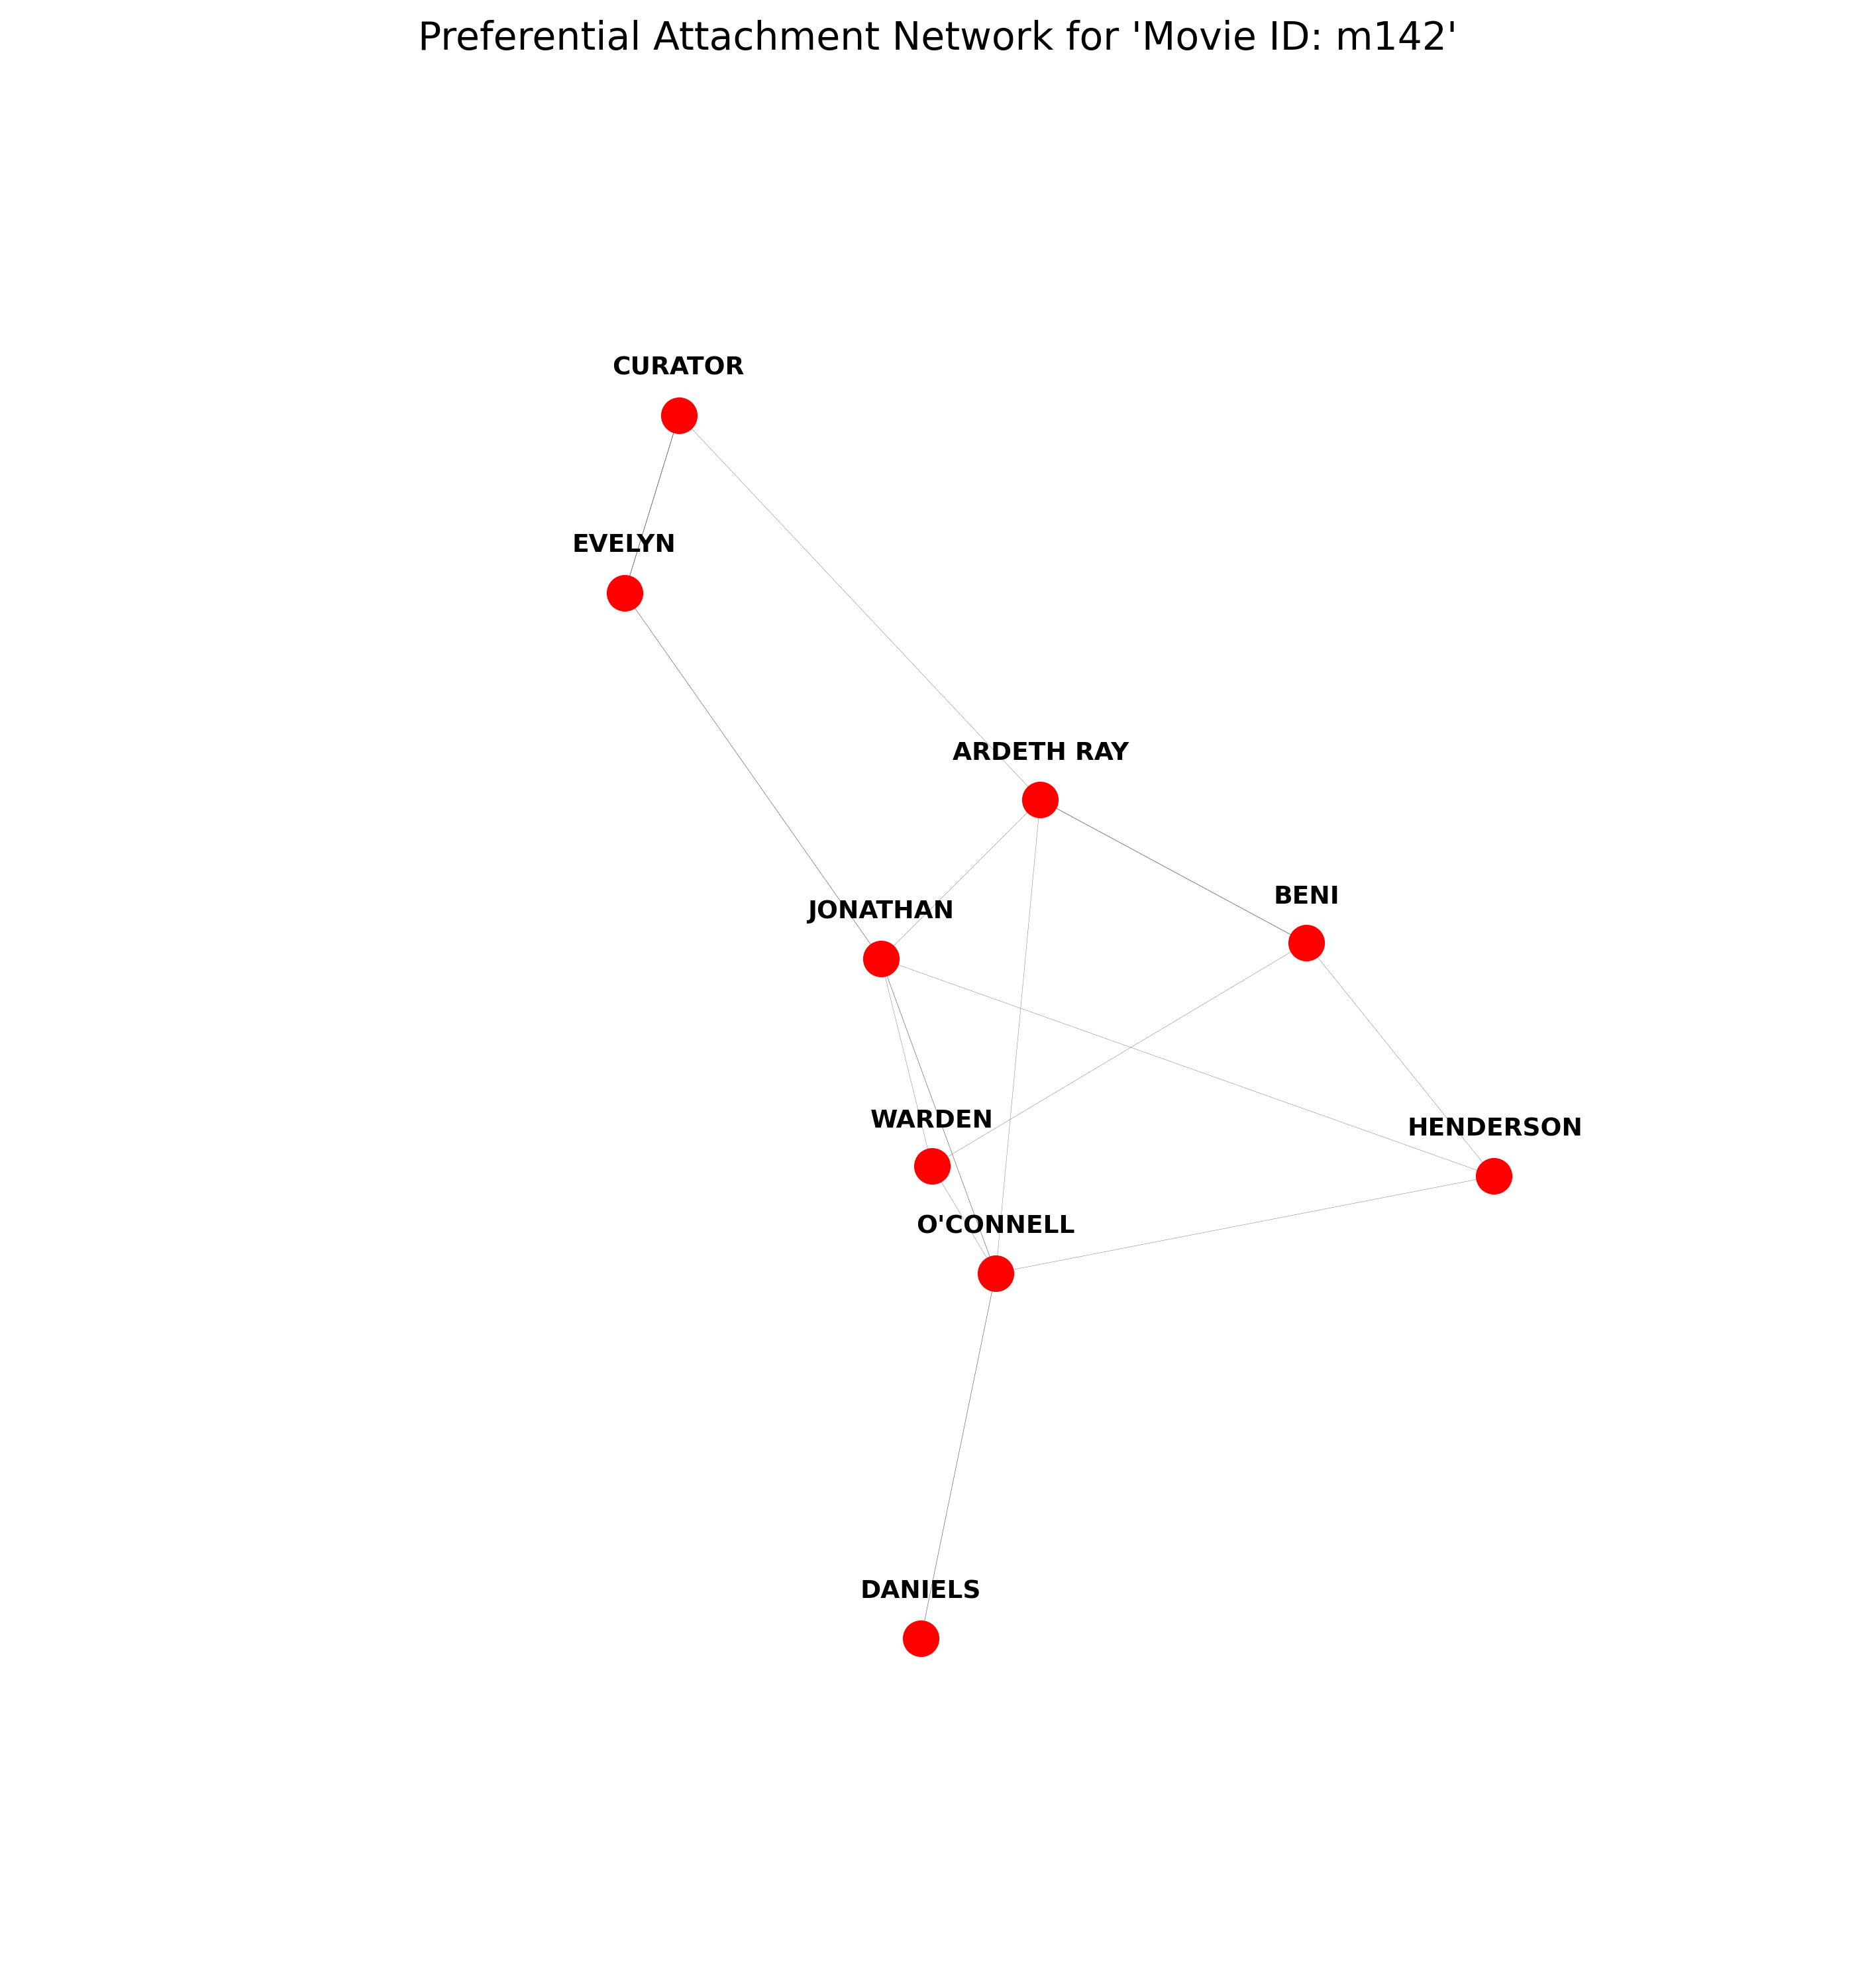 Preferential Attachment Network for 'Movie ID: m142'
CURATOR
EVELYN
ARDETH RAY
BENI
JONATHAN
WARDEN
HENDERSON
O'CONNELL
DANIELS